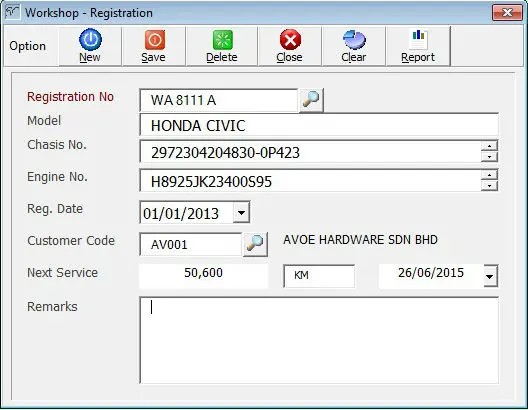 Workshop - Registration
Option New Save Delete Close Clear Report
Registration No WA 8111 A
Model HONDA CIVIC
Chasis No. 2972304204830-0P423
Engine No. H8925JK23400S95
Reg. Date 01/01/2013
Customer Code AV001 AVOE HARDWARE SDN BHD
Next Service 50,600 KM 26/06/2015
Remarks